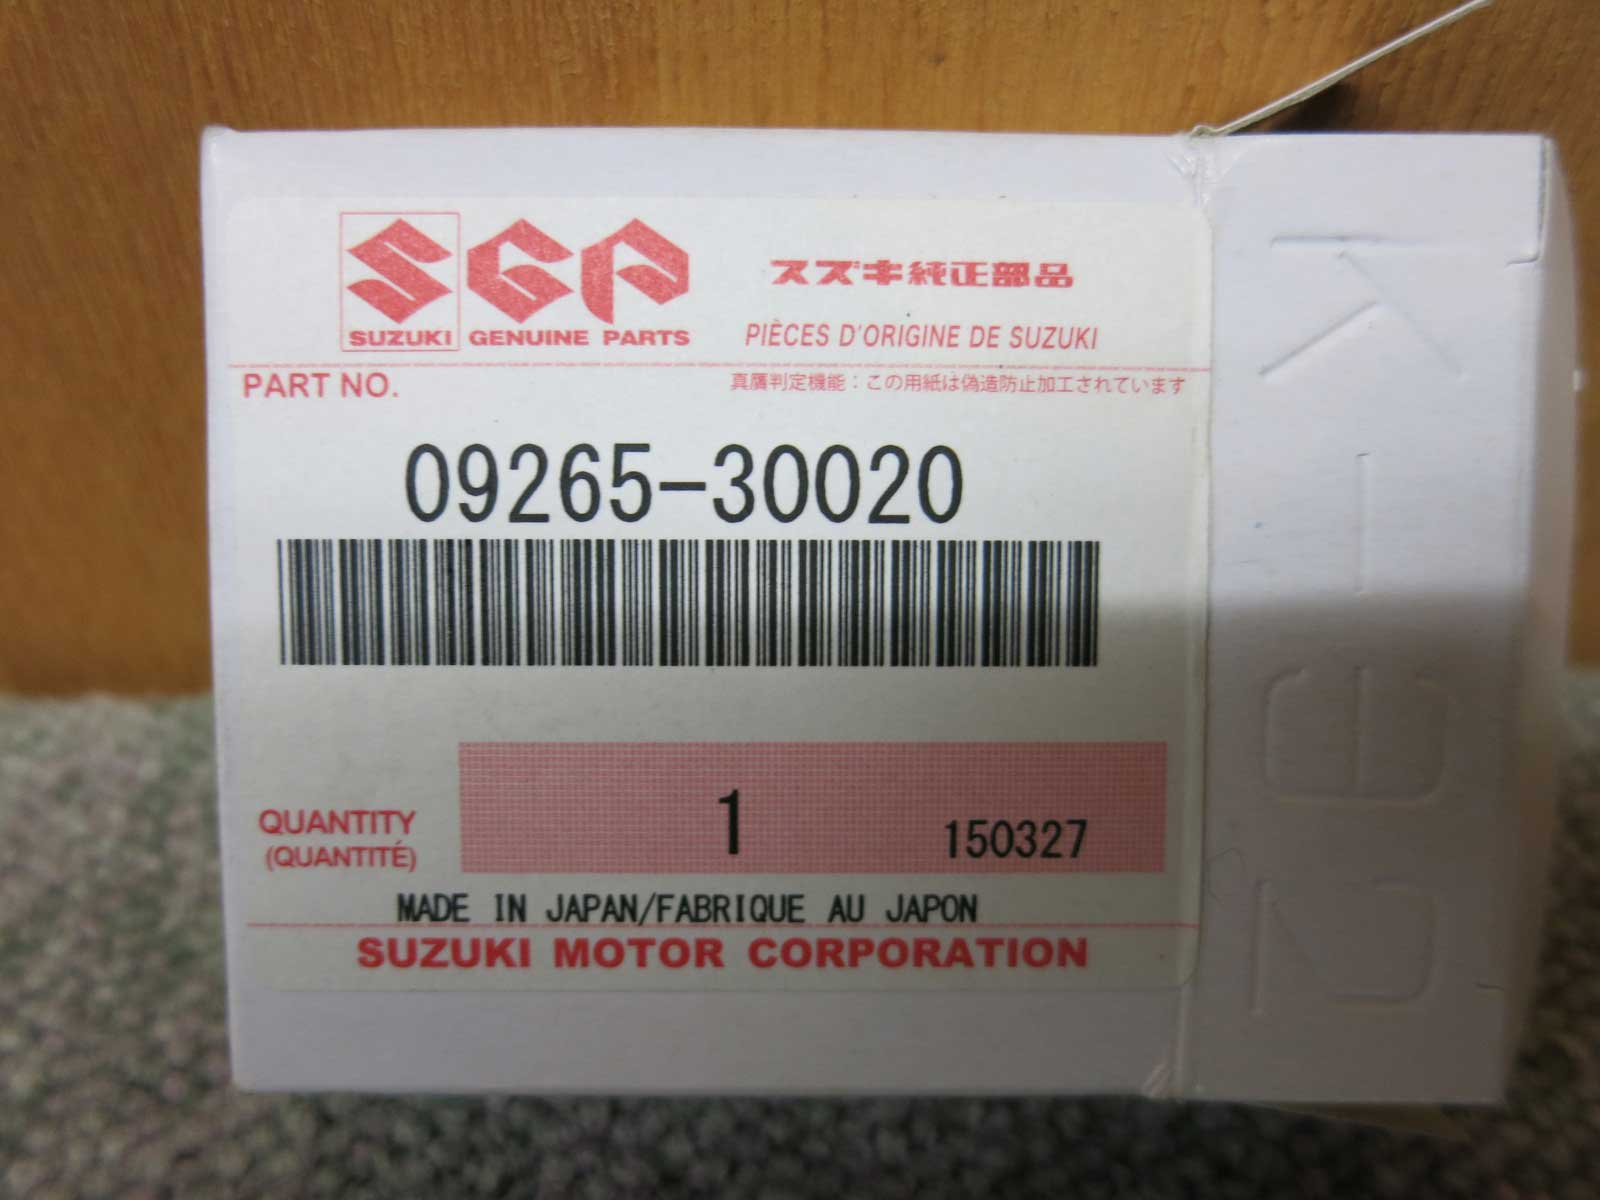 SUZUKI GENUINE PARTS
スズキ純正部品
PIÈCES D'ORIGINE DE SUZUKI
PART NO.
真贋判定機能：この用紙は偽造防止加工されています
09265-30020
1
150327
QUANTITY
(QUANTITÉ)
MADE IN JAPAN/FABRIQUE AU JAPON
SUZUKI MOTOR CORPORATION